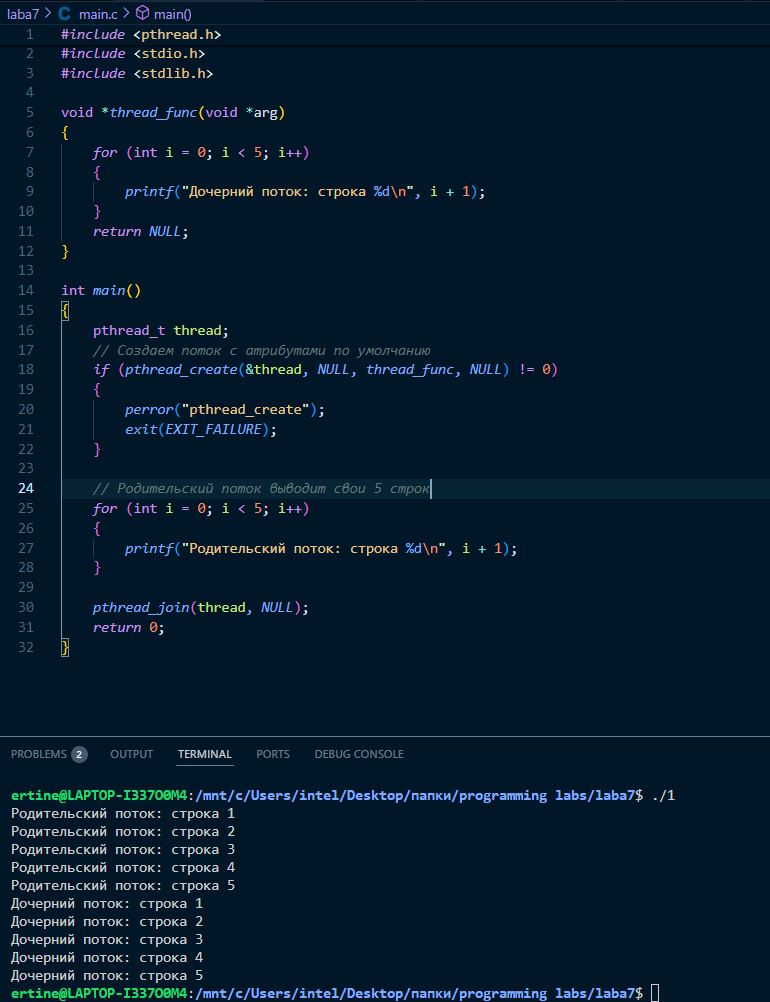 laba7 > C main.c > main()
1 #include <pthread.h>
2 #include <stdio.h>
3 #include <stdlib.h>
4
5 void *thread_func(void *arg)
6 {
7 for (int i = 0; i < 5; i++)
8 {
9 printf("Дочерний поток: строка %d\n", i + 1);
10 }
11 return NULL;
12 }
13
14 int main()
15 {
16 pthread_t thread;
17 // Создаем поток с атрибутами по умолчанию
18 if (pthread_create(&thread, NULL, thread_func, NULL) != 0)
19 {
20 perror("pthread_create");
21 exit(EXIT_FAILURE);
22 }
23
24 // Родительский поток выводит свои 5 строк
25 for (int i = 0; i < 5; i++)
26 {
27 printf("Родительский поток: строка %d\n", i + 1);
28 }
29
30 pthread_join(thread, NULL);
31 return 0;
32 }
PROBLEMS 2 OUTPUT TERMINAL PORTS DEBUG CONSOLE
ertine@LAPTOP-I337O0M4:/mnt/c/Users/intel/Desktop/папки/programming labs/laba7$ ./1
Родительский поток: строка 1
Родительский поток: строка 2
Родительский поток: строка 3
Родительский поток: строка 4
Родительский поток: строка 5
Дочерний поток: строка 1
Дочерний поток: строка 2
Дочерний поток: строка 3
Дочерний поток: строка 4
Дочерний поток: строка 5
ertine@LAPTOP-I337O0M4:/mnt/c/Users/intel/Desktop/папки/programming labs/laba7$